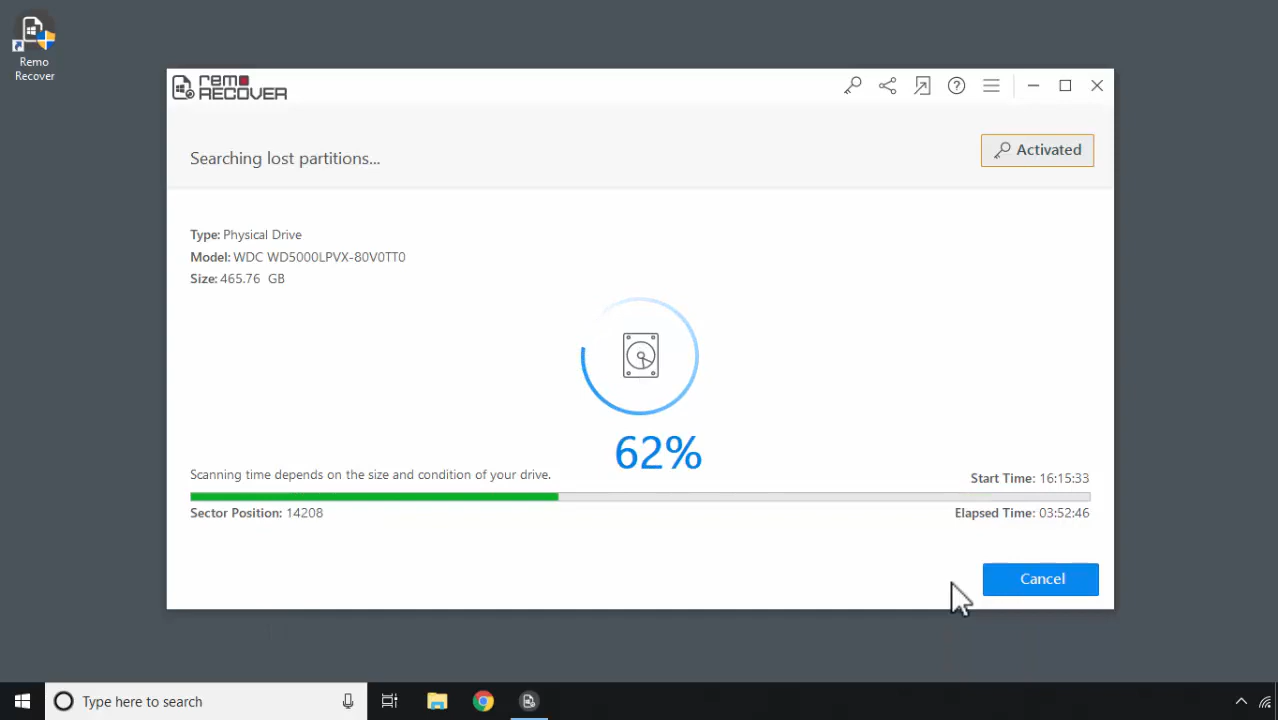 Remo
Recover
remo
RECOVER
Searching lost partitions...
Activated
Type: Physical Drive
Model: WDC WD5000LPVX-80V0TT0
Size: 465.76 GB
62%
Scanning time depends on the size and condition of your drive.
Start Time: 16:15:33
Sector Position: 14208
Elapsed Time: 03:52:46
Cancel
Type here to search